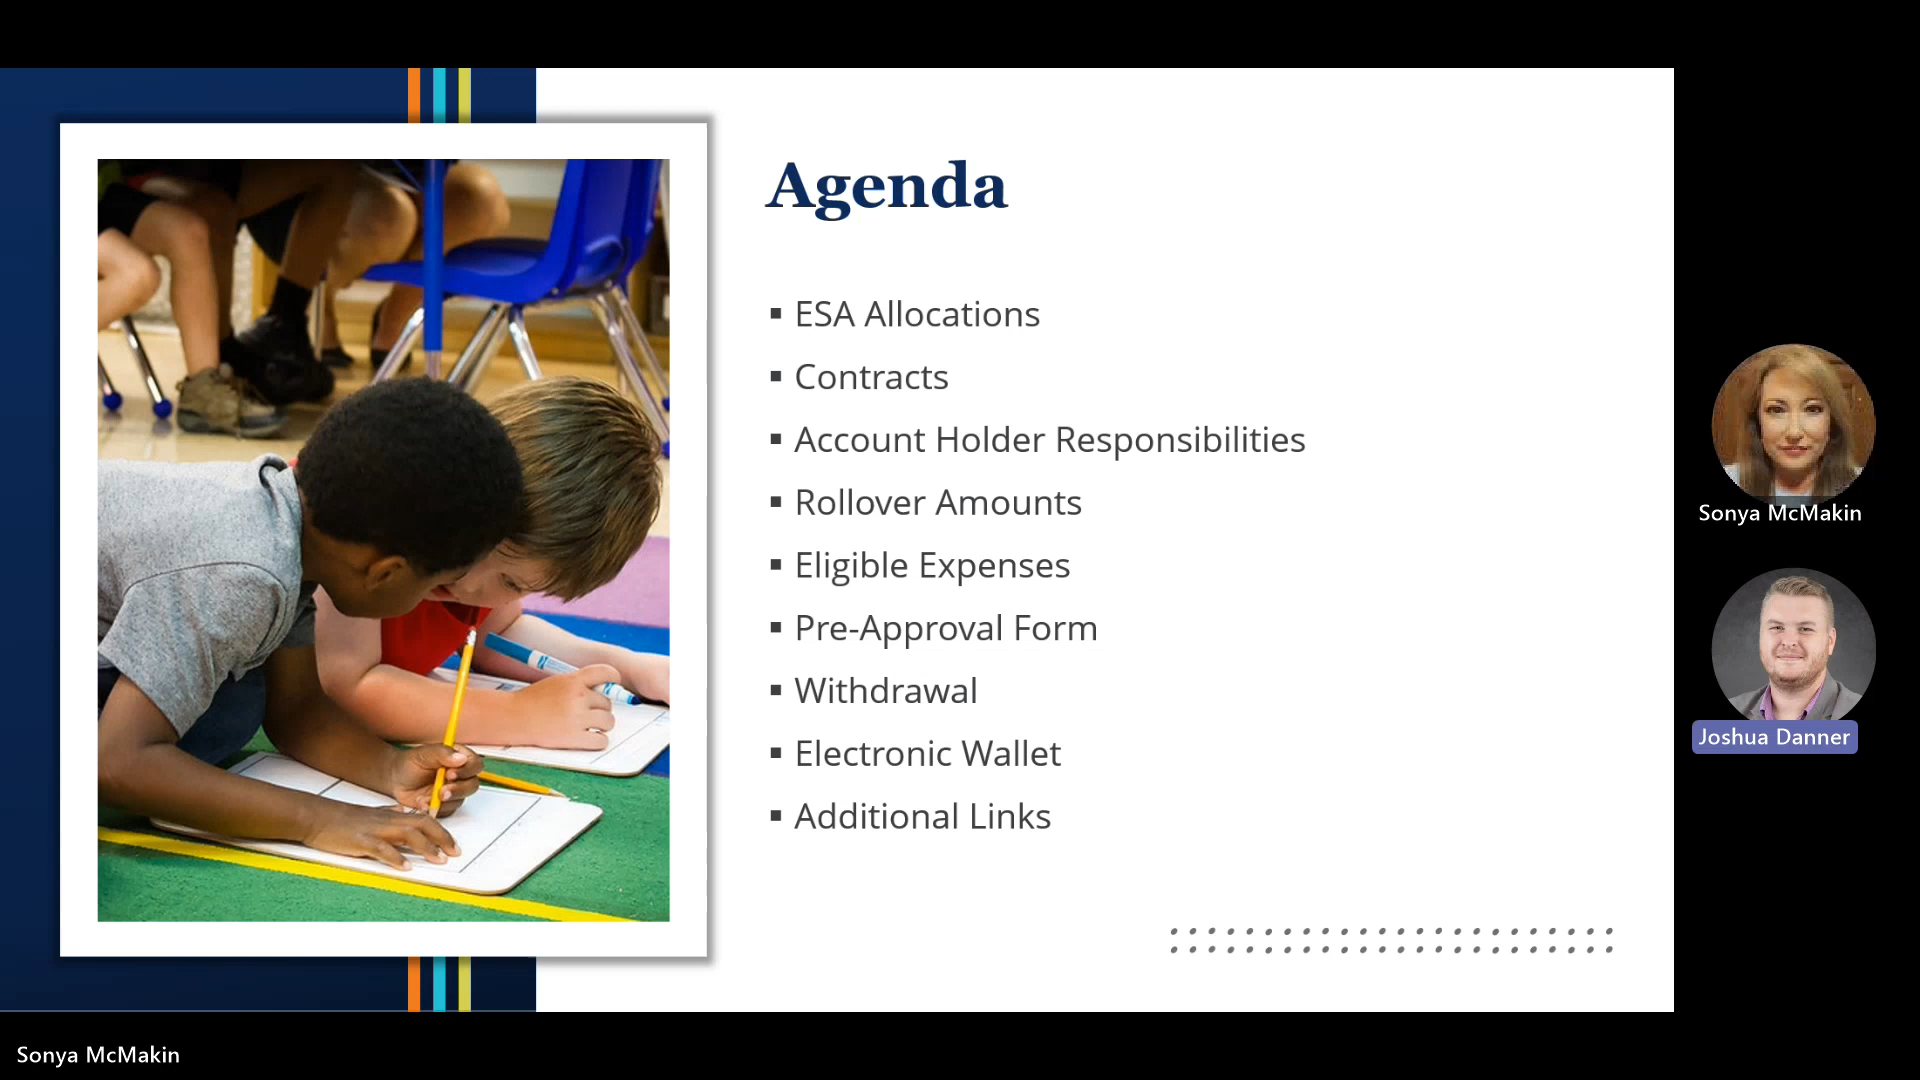 Agenda
▪ ESA Allocations
▪ Contracts
▪ Account Holder Responsibilities
▪ Rollover Amounts
▪ Eligible Expenses
▪ Pre-Approval Form
▪ Withdrawal
▪ Electronic Wallet
▪ Additional Links
Sonya McMakin
Joshua Danner
Sonya McMakin